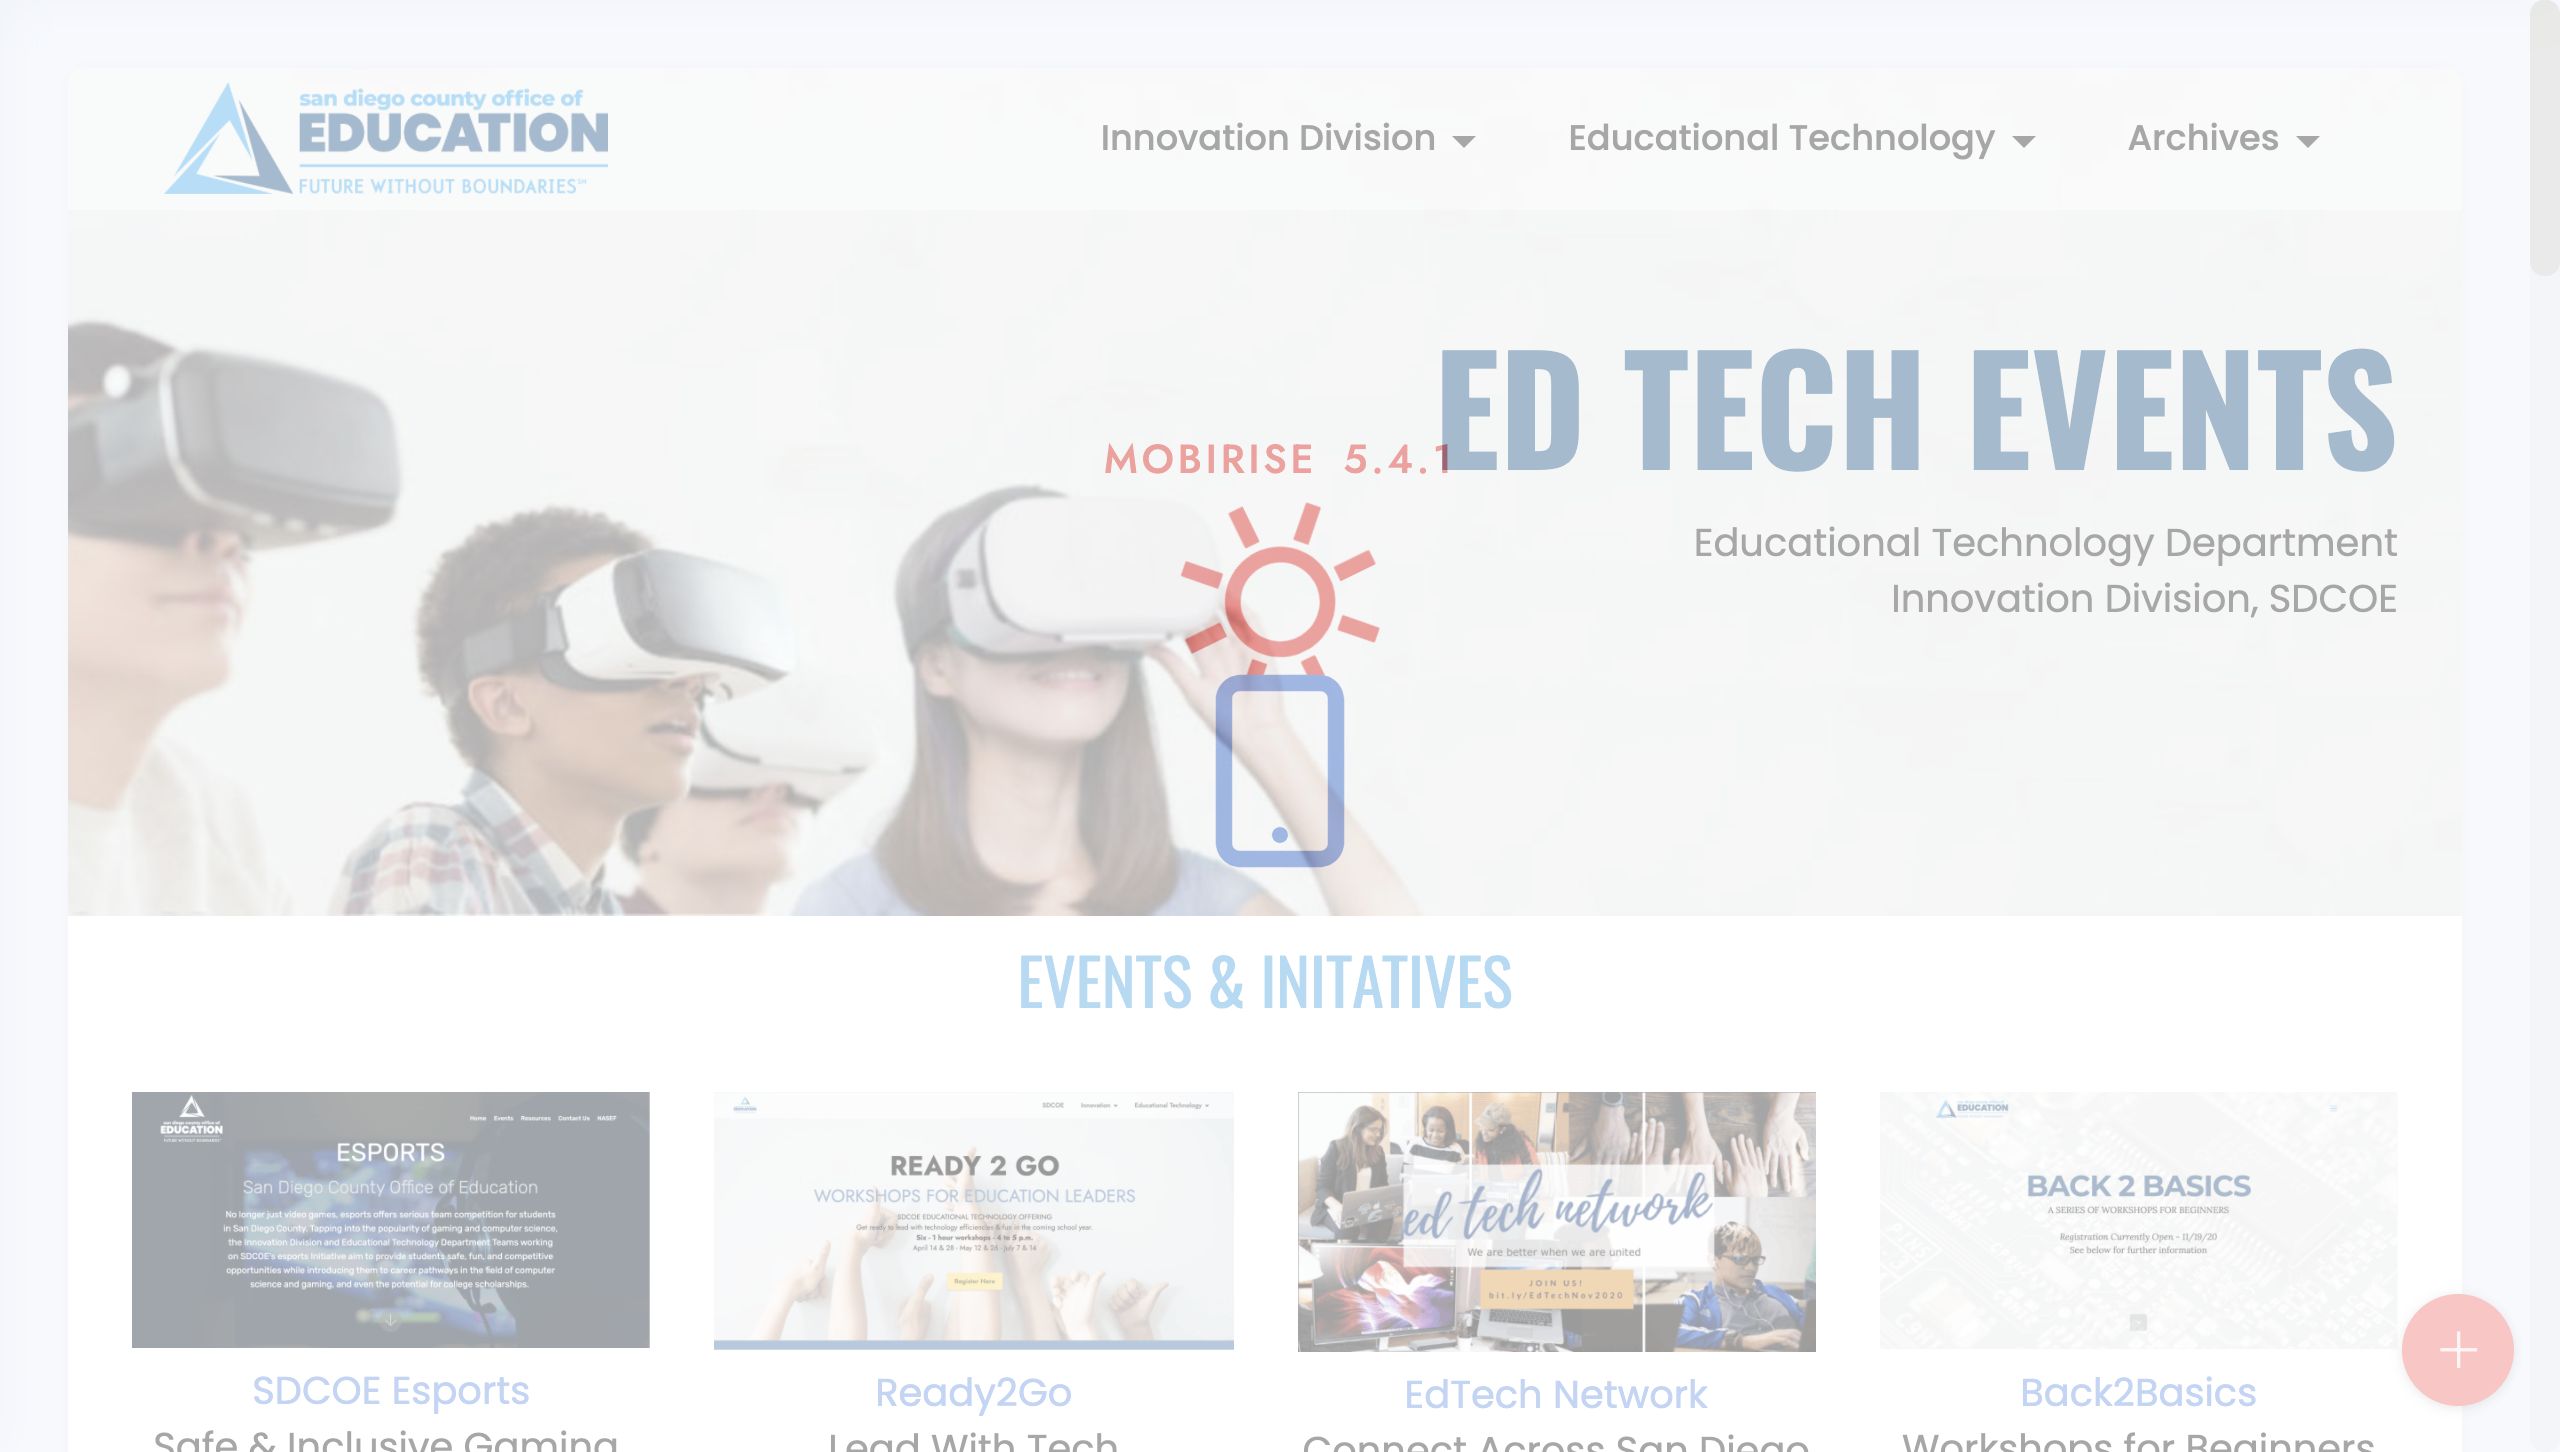 san diego county office of
EDUCATION
FUTURE WITHOUT BOUNDARIES℠
Innovation Division
Educational Technology
Archives
ED TECH EVENTS
MOBIRISE 5.4.1
Educational Technology Department
Innovation Division, SDCOE
EVENTS & INITATIVES
san diego county office of
EDUCATION
FUTURE WITHOUT BOUNDARIES
Home Events Resources Contact Us NASEF
ESPORTS
San Diego County Office of Education
No longer just video games, esports offers serious team competition for students
in San Diego County. Tapping into the popularity of gaming and computer science,
the Innovation Division and Educational Technology Department Teams working
on SDCOE's esports Initiative aim to provide students safe, fun, and competitive
opportunities while introducing them to career pathways in the field of computer
science and gaming, and even the potential for college scholarships.
SDCOE Esports
Safe & Inclusive Gaming
EDUCATION
SDCOE Innovation Educational Technology
READY 2 GO
WORKSHOPS FOR EDUCATION LEADERS
SDCOE EDUCATIONAL TECHNOLOGY OFFERING
Get ready to lead with technology efficiencies & fun in the coming school year.
Six - 1 hour workshops - 4 to 5 p.m.
April 14 & 28 - May 12 & 26 - July 7 & 14
Register Here
Ready2Go
Lead With Tech
ed tech network
We are better when we are united
JOIN US!
bit.ly/EdTechNov2020
EdTech Network
Connect Across San Diego
EDUCATION
BACK 2 BASICS
A SERIES OF WORKSHOPS FOR BEGINNERS
Registration Currently Open - 11/19/20
See below for further information
Back2Basics
Workshops for Beginners